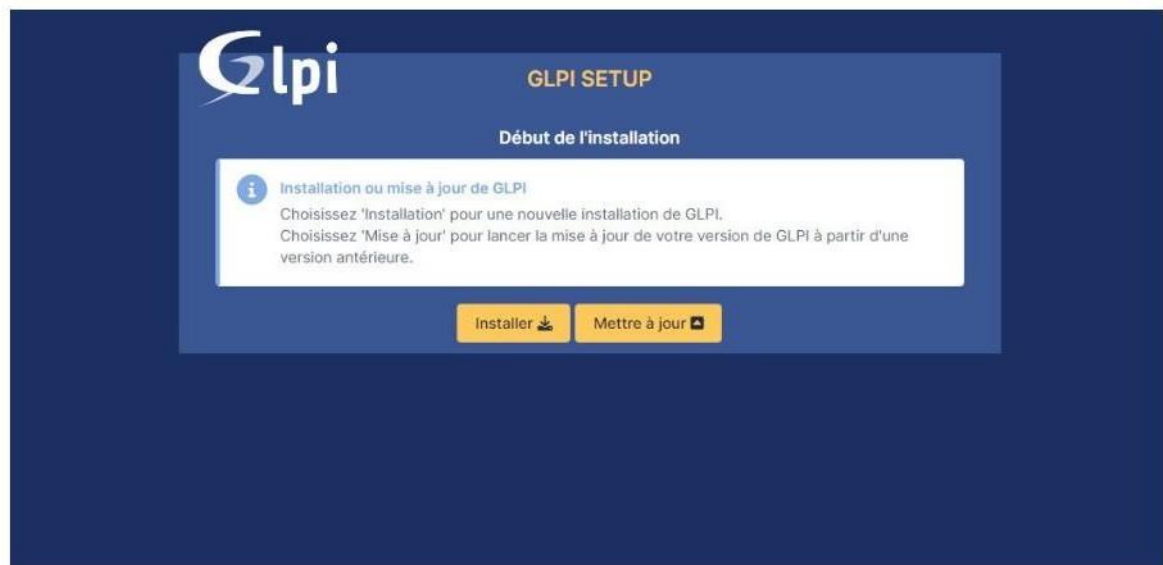 Glpi
GLPI SETUP
Début de l'installation
Installation ou mise à jour de GLPI
Choisissez 'Installation' pour une nouvelle installation de GLPI.
Choisissez 'Mise à jour' pour lancer la mise à jour de votre version de GLPI à partir d'une
version antérieure.
Installer
Mettre à jour